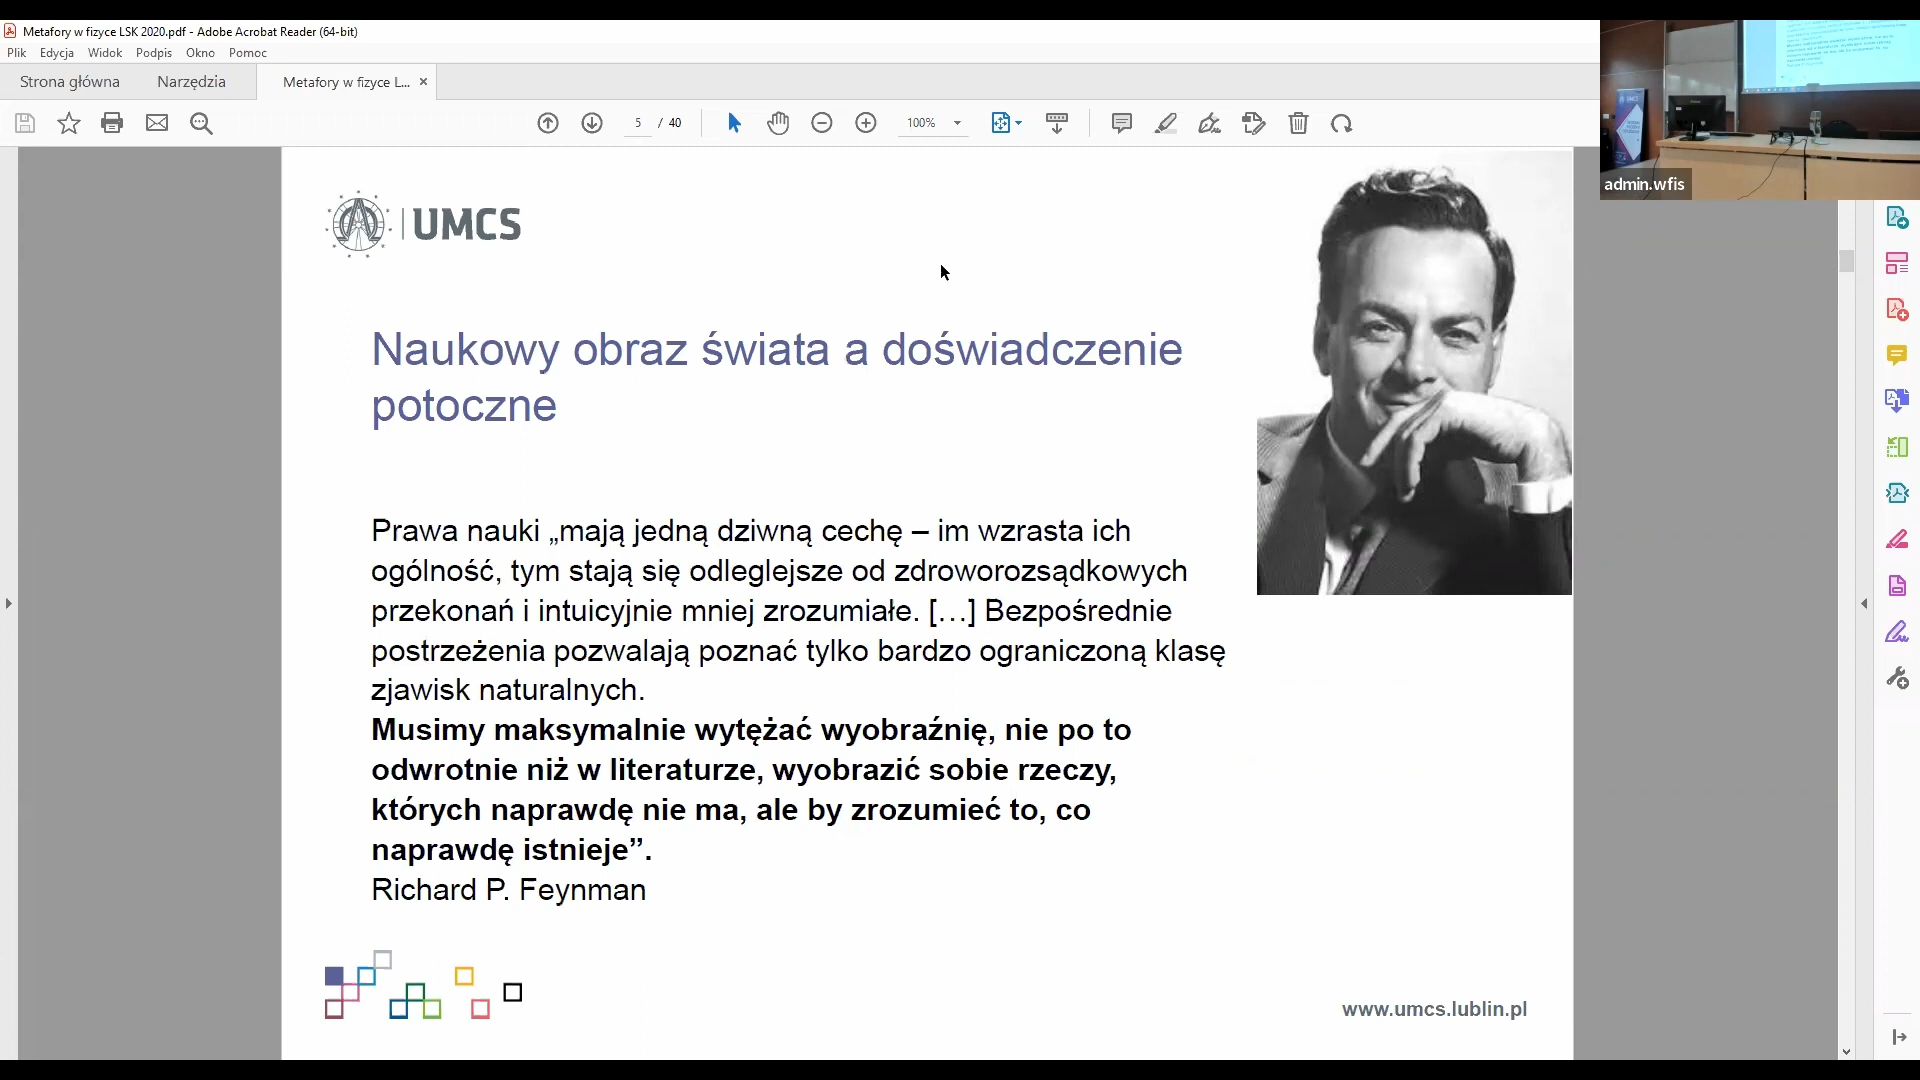 Metafory w fizyce LSK 2020.pdf - Adobe Acrobat Reader (64-bit)
Plik Edycja Widok Podpis Okno Pomoc
Strona główna Narzędzia Metafory w fizyce L... ×
5 / 40 100%
admin.wfis
UMCS
Naukowy obraz świata a doświadczenie
potoczne
Prawa nauki „mają jedną dziwną cechę – im wzrasta ich
ogólność, tym stają się odleglejsze od zdroworozsądkowych
przekonań i intuicyjnie mniej zrozumiałe. […] Bezpośrednie
postrzeżenia pozwalają poznać tylko bardzo ograniczoną klasę
zjawisk naturalnych.
Musimy maksymalnie wytężać wyobraźnię, nie po to
odwrotnie niż w literaturze, wyobrazić sobie rzeczy,
których naprawdę nie ma, ale by zrozumieć to, co
naprawdę istnieje”.
Richard P. Feynman
www.umcs.lublin.pl